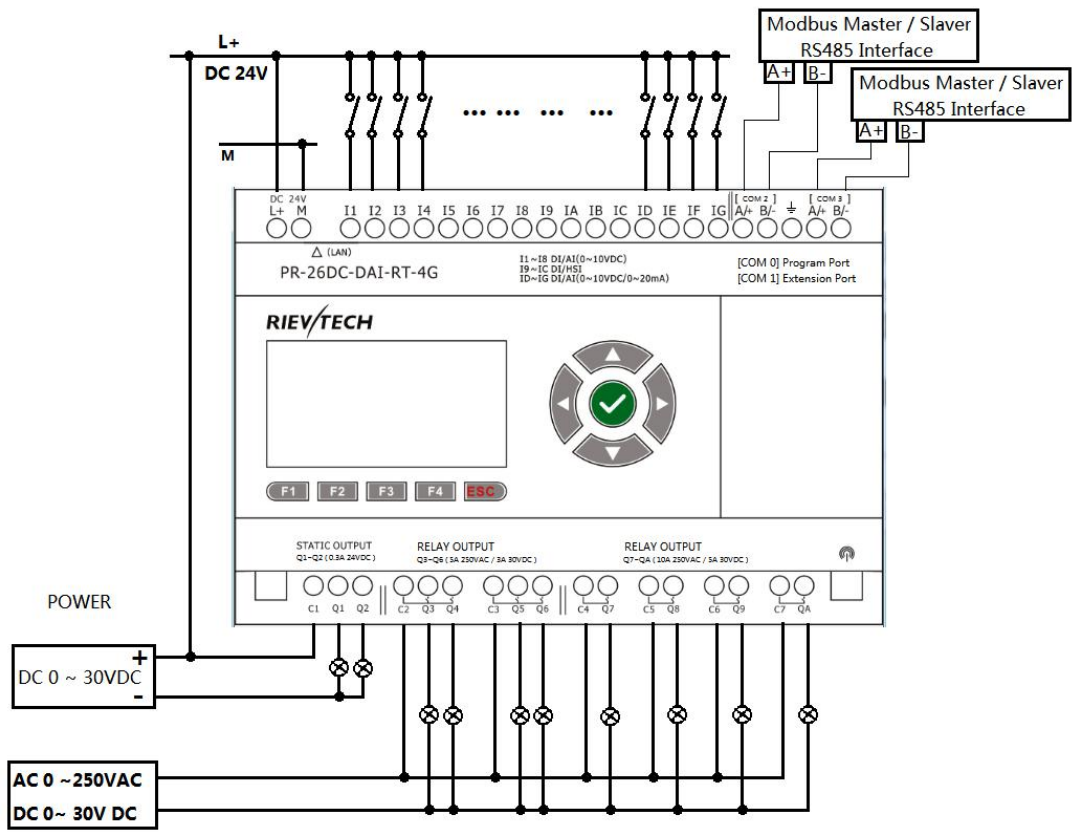 Modbus Master / Slaver
RS485 Interface
A+ B-
Modbus Master / Slaver
RS485 Interface
A+ B-
L+
DC 24V
... ... ... ...
M
DC 24V
L+ M I1 I2 I3 I4 I5 I6 I7 I8 I9 IA IB IC ID IE IF IG
[ COM 2 ] [ COM 3 ]
A/+ B/- A/+ B/-
(LAN)
PR-26DC-DAI-RT-4G
I1~I8 DI/AI(0~10VDC)
I9~IC DI/HSI
ID~IG DI/AI(0~10VDC/0~20mA)
[COM 0] Program Port
[COM 1] Extension Port
RIEVTECH
F1 F2 F3 F4 ESC
STATIC OUTPUT
Q1~Q2 ( 0.3A 24VDC )
RELAY OUTPUT
Q3~Q6 ( 5A 250VAC / 3A 30VDC )
RELAY OUTPUT
Q7~QA ( 10A 250VAC / 5A 30VDC )
C1 Q1 Q2 C2 Q3 Q4 C3 Q5 Q6 C4 Q7 C5 Q8 C6 Q9 C7 QA
POWER
+
DC 0 ~ 30VDC
-
AC 0 ~250VAC
DC 0~ 30V DC